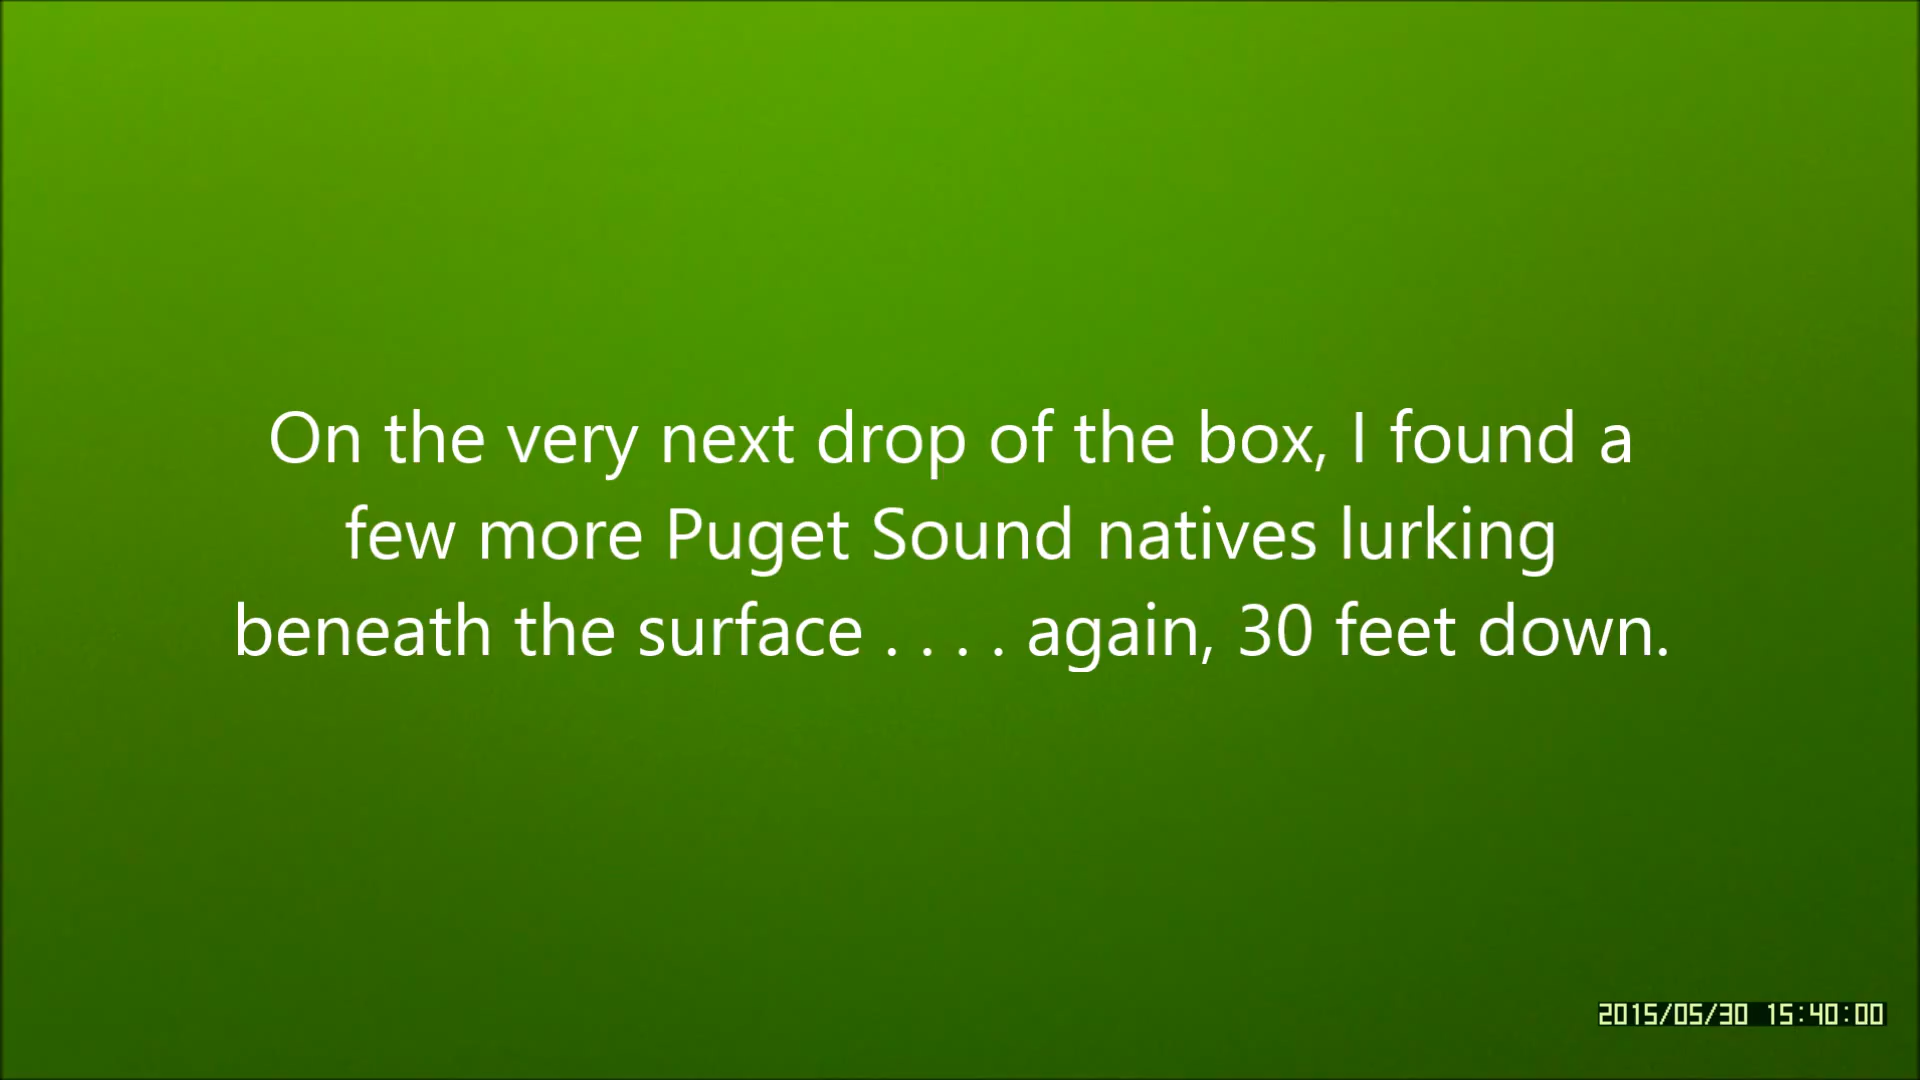 On the very next drop of the box, I found a
few more Puget Sound natives lurking
beneath the surface . . . . again, 30 feet down.
2015/05/30 15:40:00